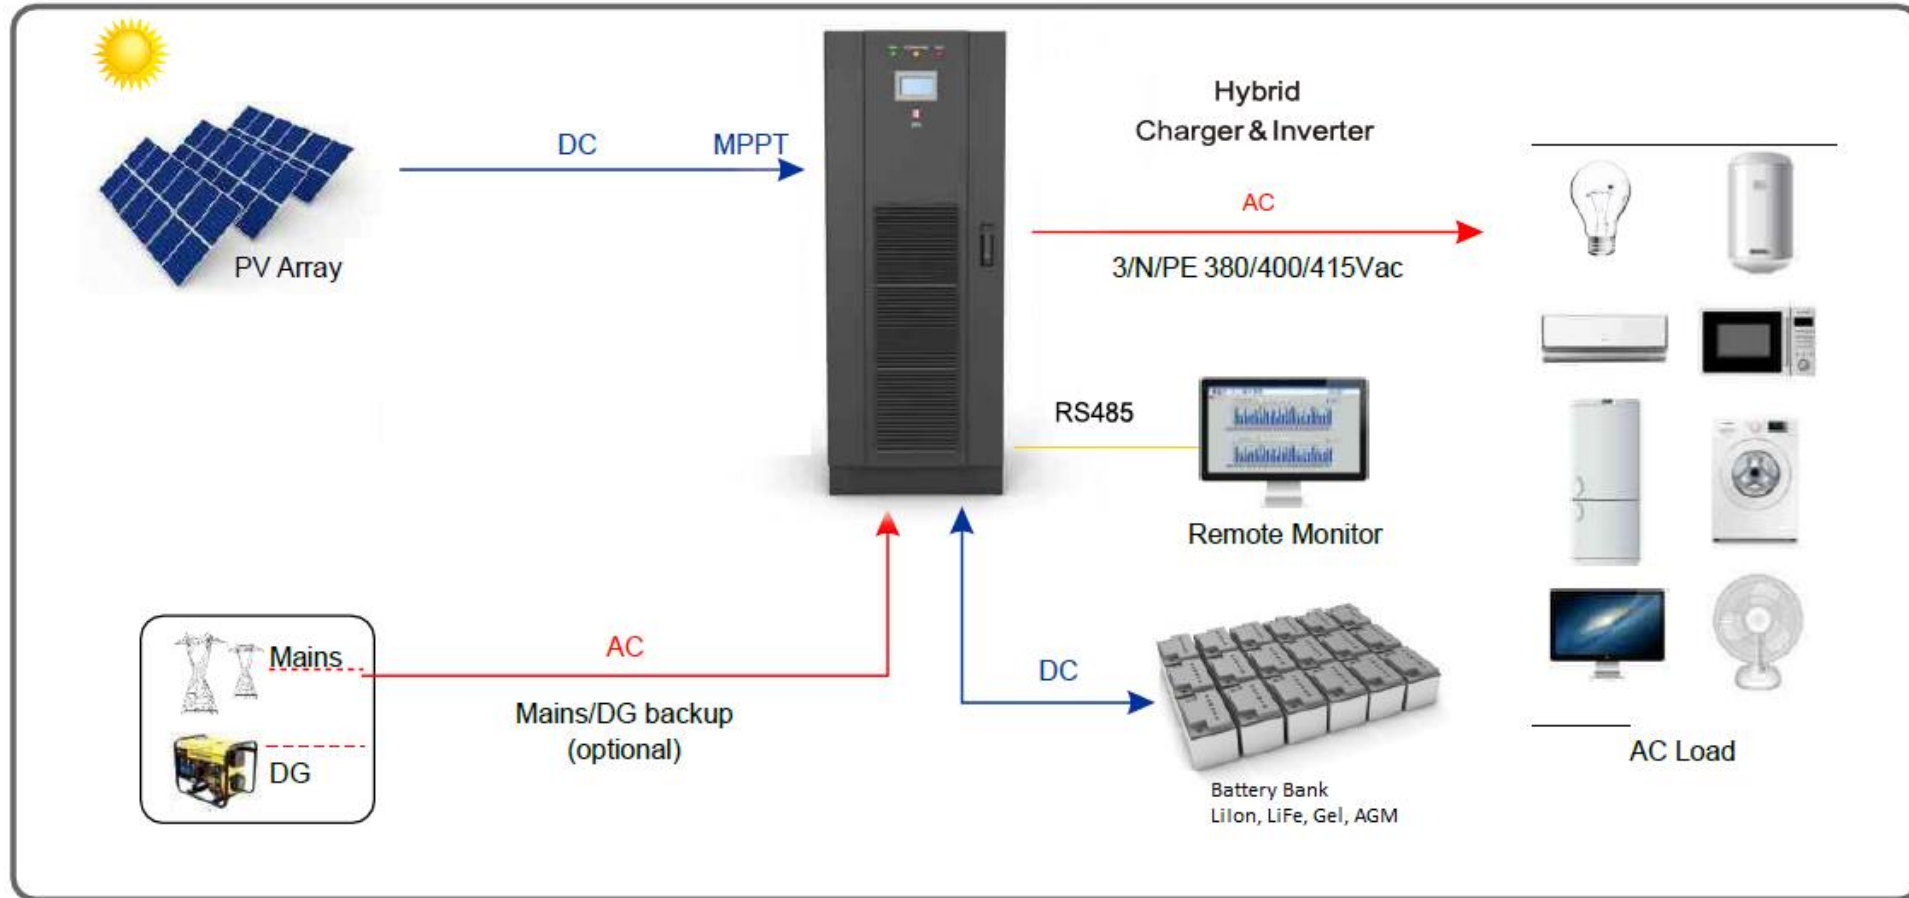 DC
MPPT
PV Array
Hybrid
Charger & Inverter
AC
3/N/PE 380/400/415Vac
RS485
Remote Monitor
Mains
DG
AC
Mains/DG backup
(optional)
DC
Battery Bank
LiIon, LiFe, Gel, AGM
AC Load